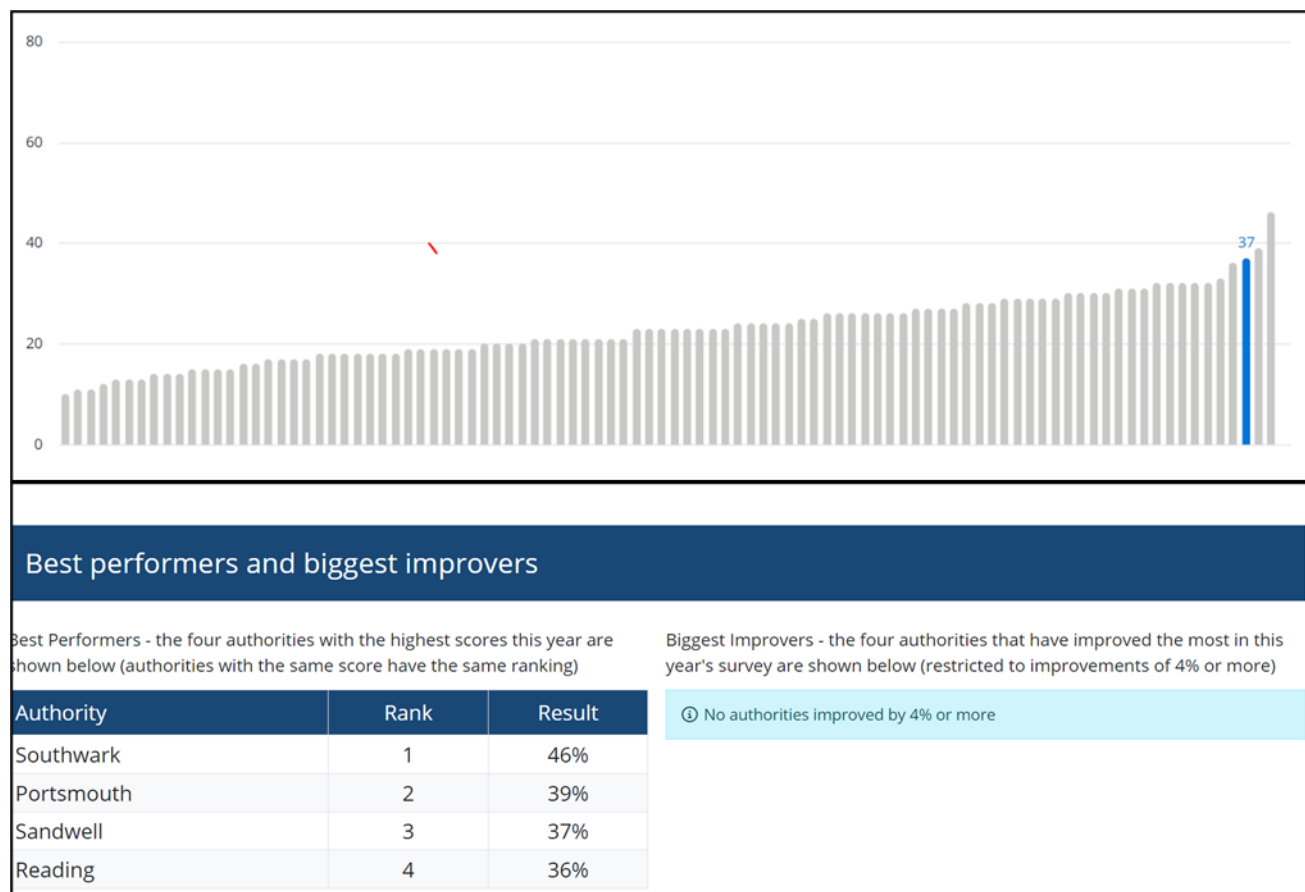 80
60
40
37
20
0
Best performers and biggest improvers
Best Performers - the four authorities with the highest scores this year are
shown below (authorities with the same score have the same ranking)
Authority Rank Result
Southwark 1 46%
Portsmouth 2 39%
Sandwell 3 37%
Reading 4 36%
Biggest Improvers - the four authorities that have improved the most in this
year's survey are shown below (restricted to improvements of 4% or more)
No authorities improved by 4% or more